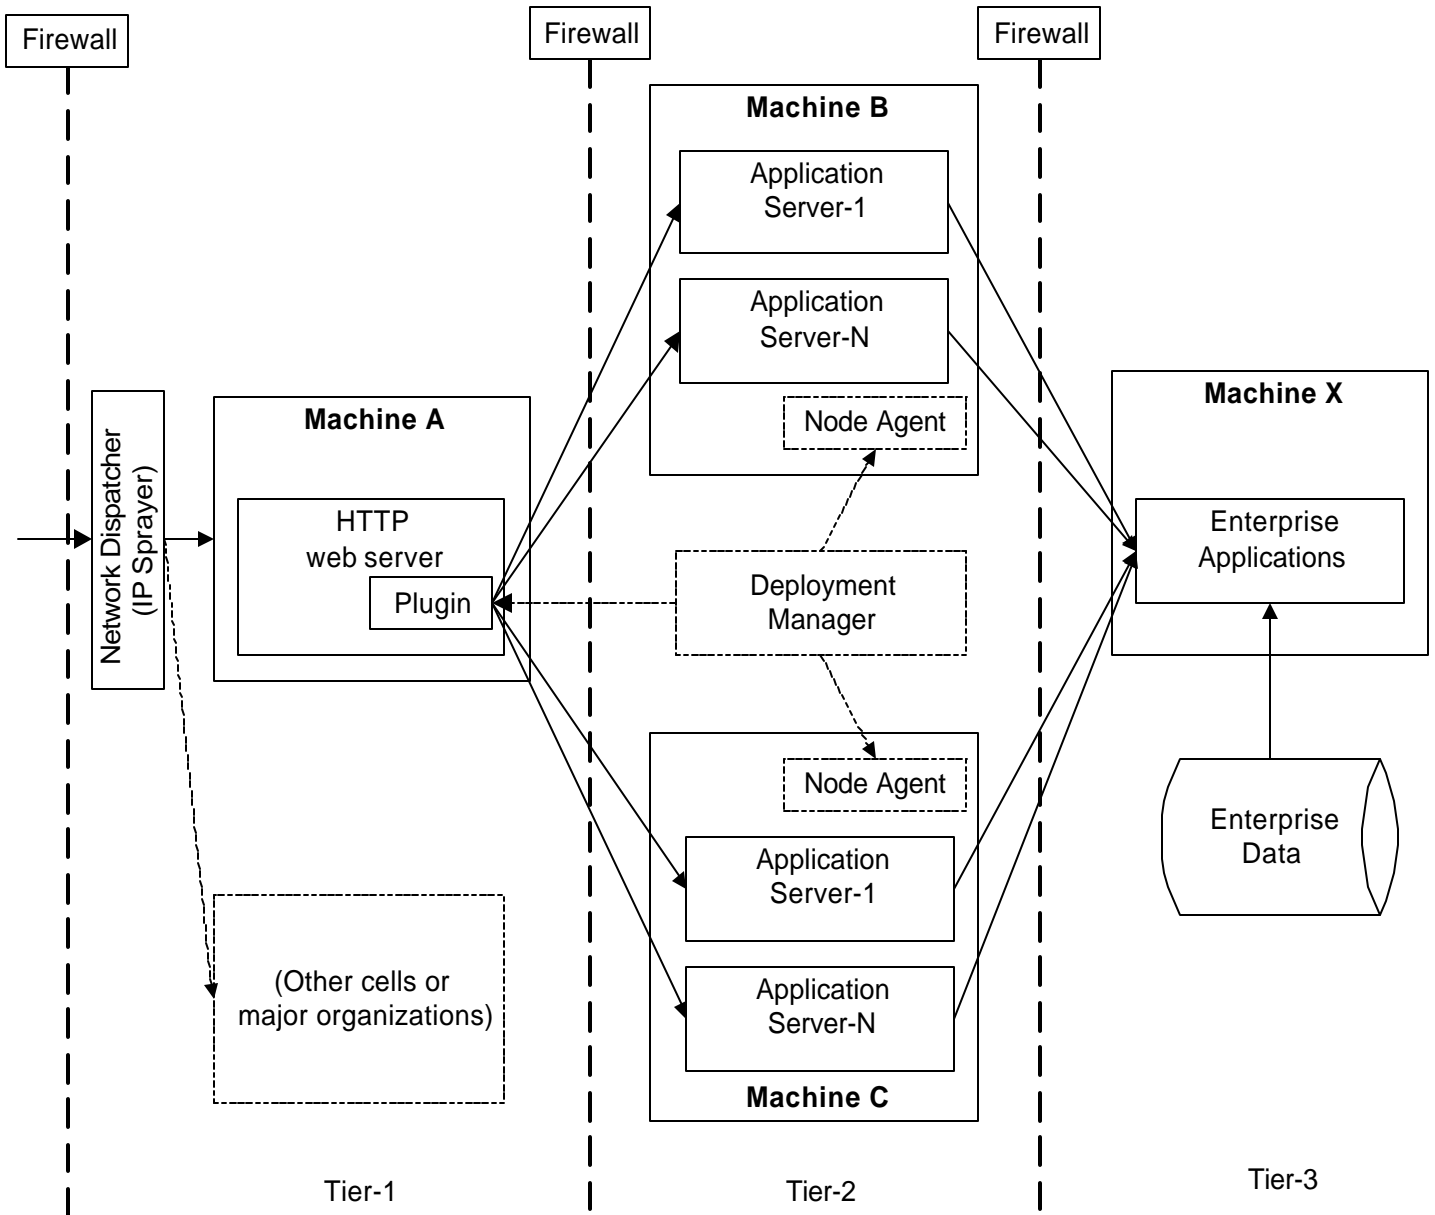 Firewall
Firewall
Firewall
Machine B
Application
Server-1
Application
Server-N
Node Agent
Network Dispatcher
(IP Sprayer)
Machine A
HTTP
web server
Plugin
Deployment
Manager
Machine X
Enterprise
Applications
Node Agent
Application
Server-1
Application
Server-N
Machine C
Enterprise
Data
(Other cells or
major organizations)
Tier-1
Tier-2
Tier-3